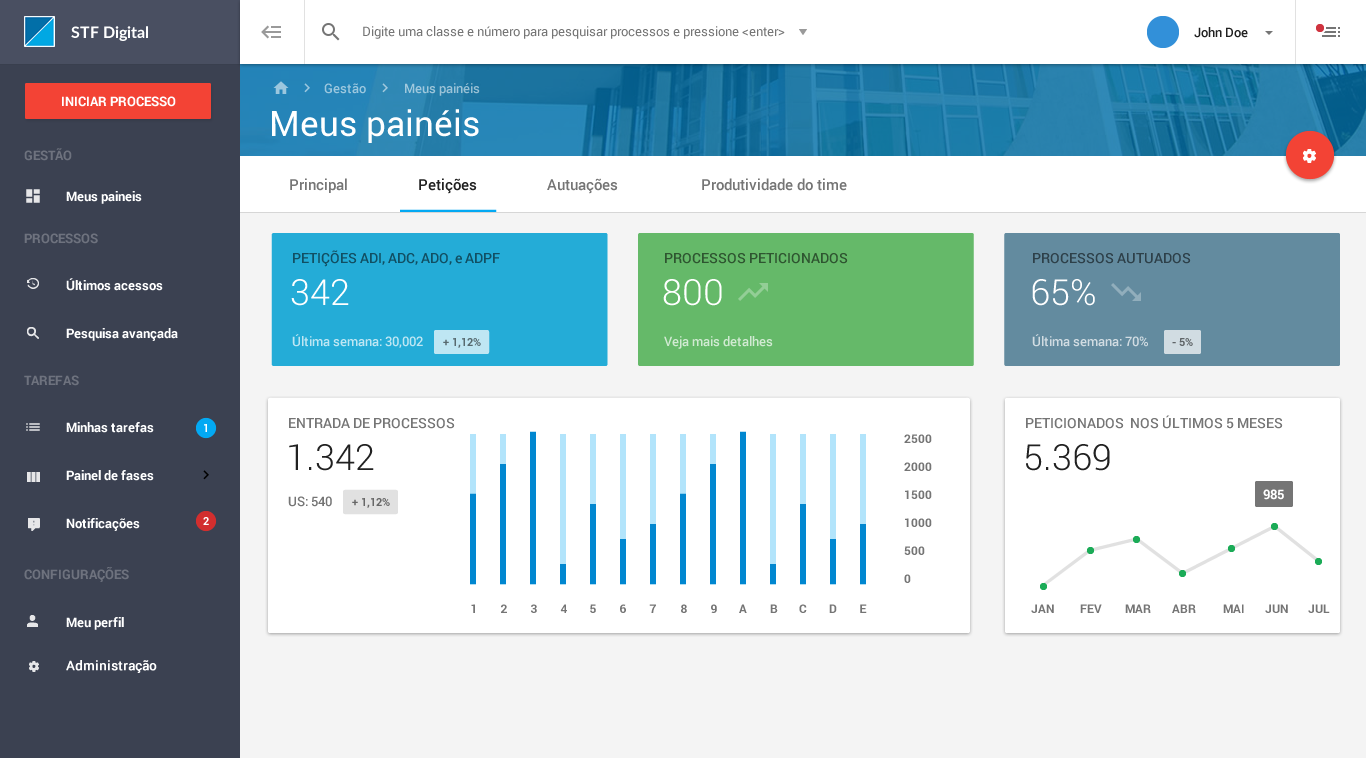 STF Digital
Digite uma classe e número para pesquisar processos e pressione <enter>
John Doe
INICIAR PROCESSO
GESTÃO
Meus paineis
PROCESSOS
Últimos acessos
Pesquisa avançada
TAREFAS
Minhas tarefas 1
Painel de fases
Notificações 2
CONFIGURAÇÕES
Meu perfil
Administração
Gestão Meus painéis
Meus painéis
Principal Petições Autuações Produtividade do time
PETIÇÕES ADI, ADC, ADO, e ADPF
342
Última semana: 30,002 + 1,12%
PROCESSOS PETICIONADOS
800
Veja mais detalhes
PROCESSOS AUTUADOS
65%
Última semana: 70% - 5%
ENTRADA DE PROCESSOS
1.342
US: 540 + 1,12%
2500
2000
1500
1000
500
0
1 2 3 4 5 6 7 8 9 A B C D E
PETICIONADOS NOS ÚLTIMOS 5 MESES
5.369
985
JAN FEV MAR ABR MAI JUN JUL